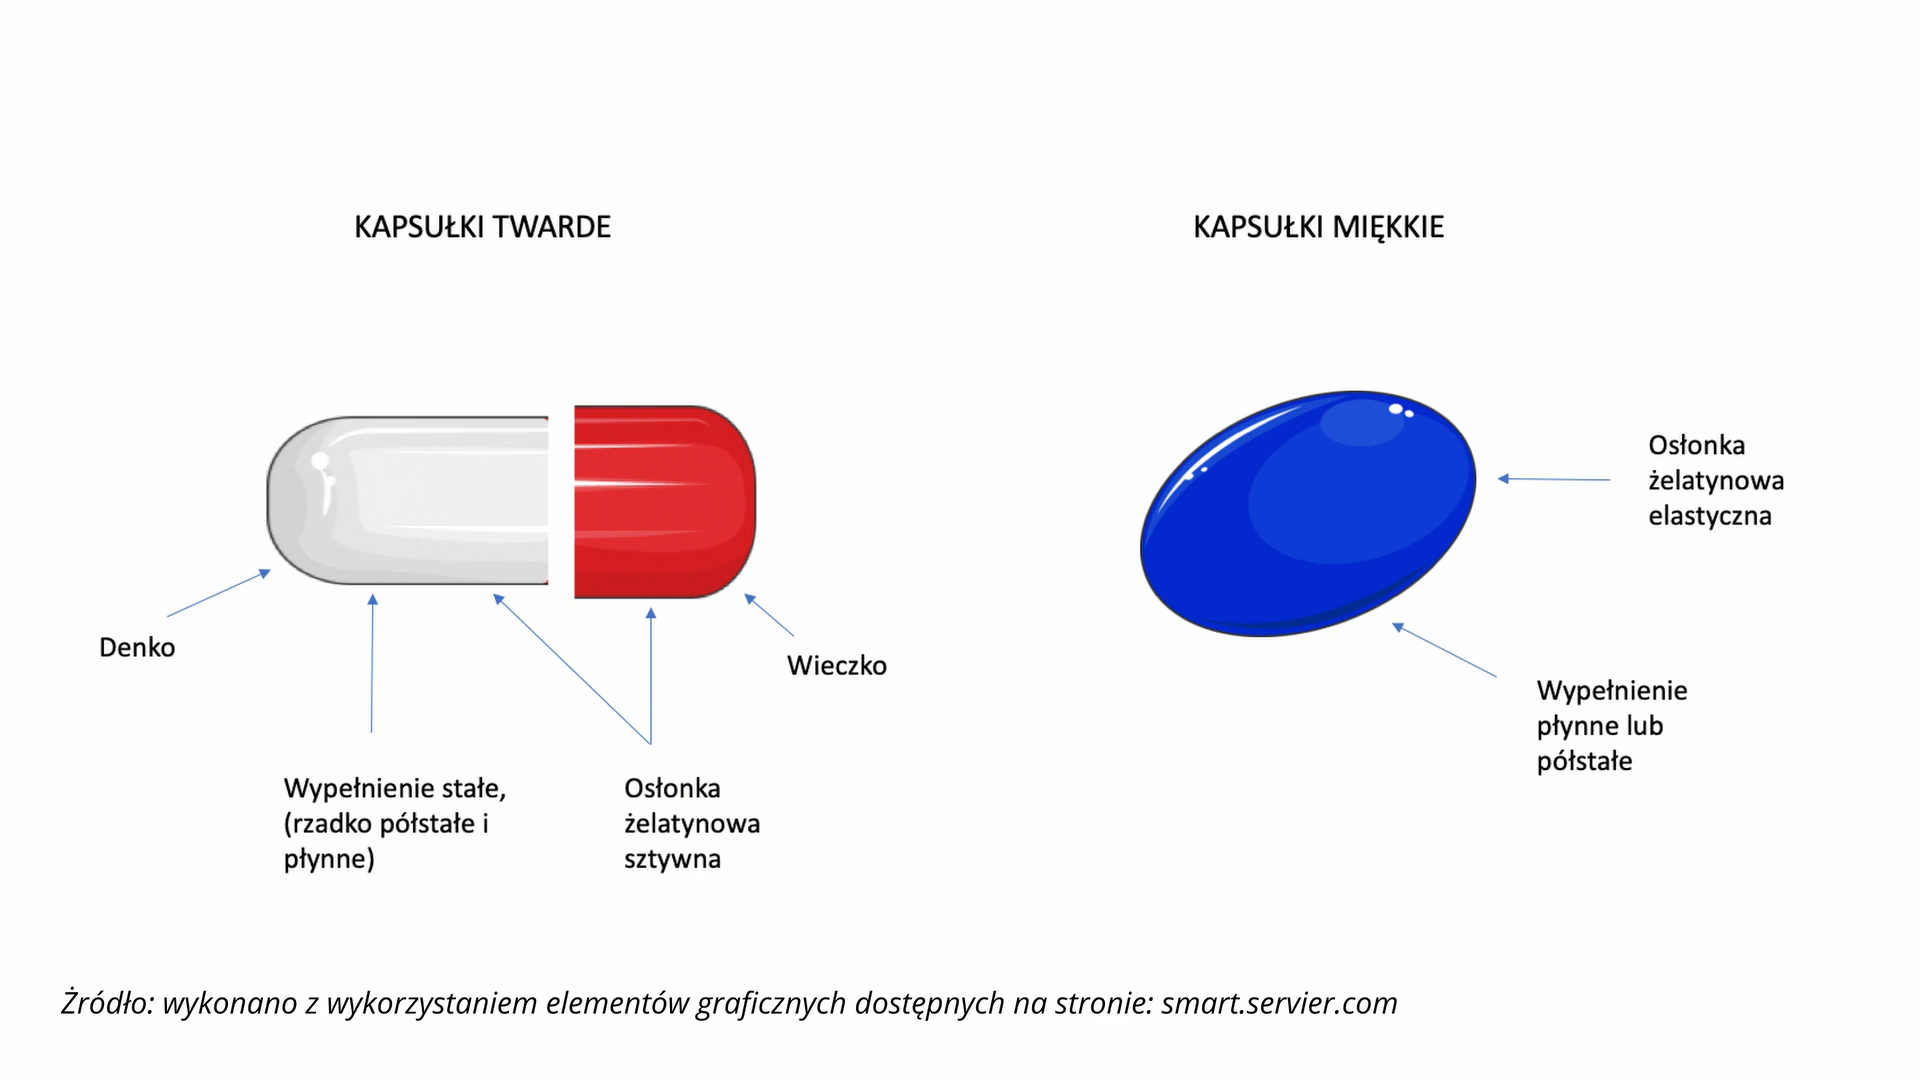 KAPSUŁKI TWARDE
KAPSUŁKI MIĘKKIE
Denko
Wypełnienie stałe,
(rzadko półstałe i
płynne)
Osłonka
żelatynowa
sztywna
Wieczko
Osłonka
żelatynowa
elastyczna
Wypełnienie
płynne lub
półstałe
Żródło: wykonano z wykorzystaniem elementów graficznych dostępnych na stronie: smart.servier.com